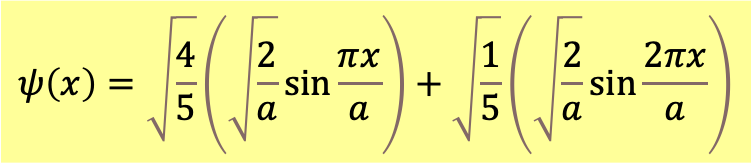 ψ(x) = √(4/5) (√(2/a) sin πx/a) + √(1/5) (√(2/a) sin 2πx/a)